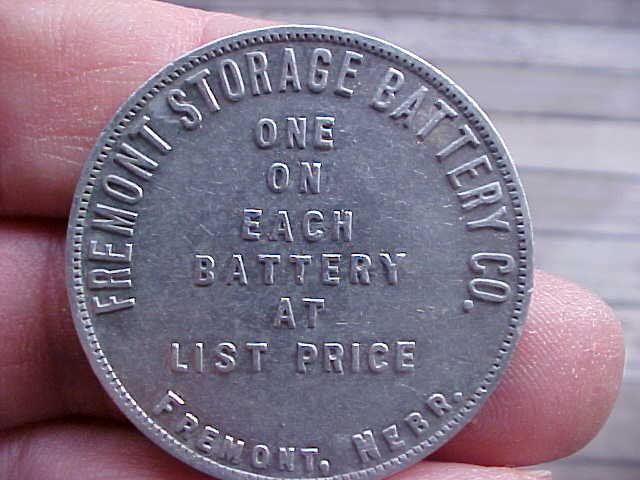 FREMONT STORAGE BATTERY CO.
ONE
ON
EACH
BATTERY
AT
LIST PRICE
FREMONT, NEBR.